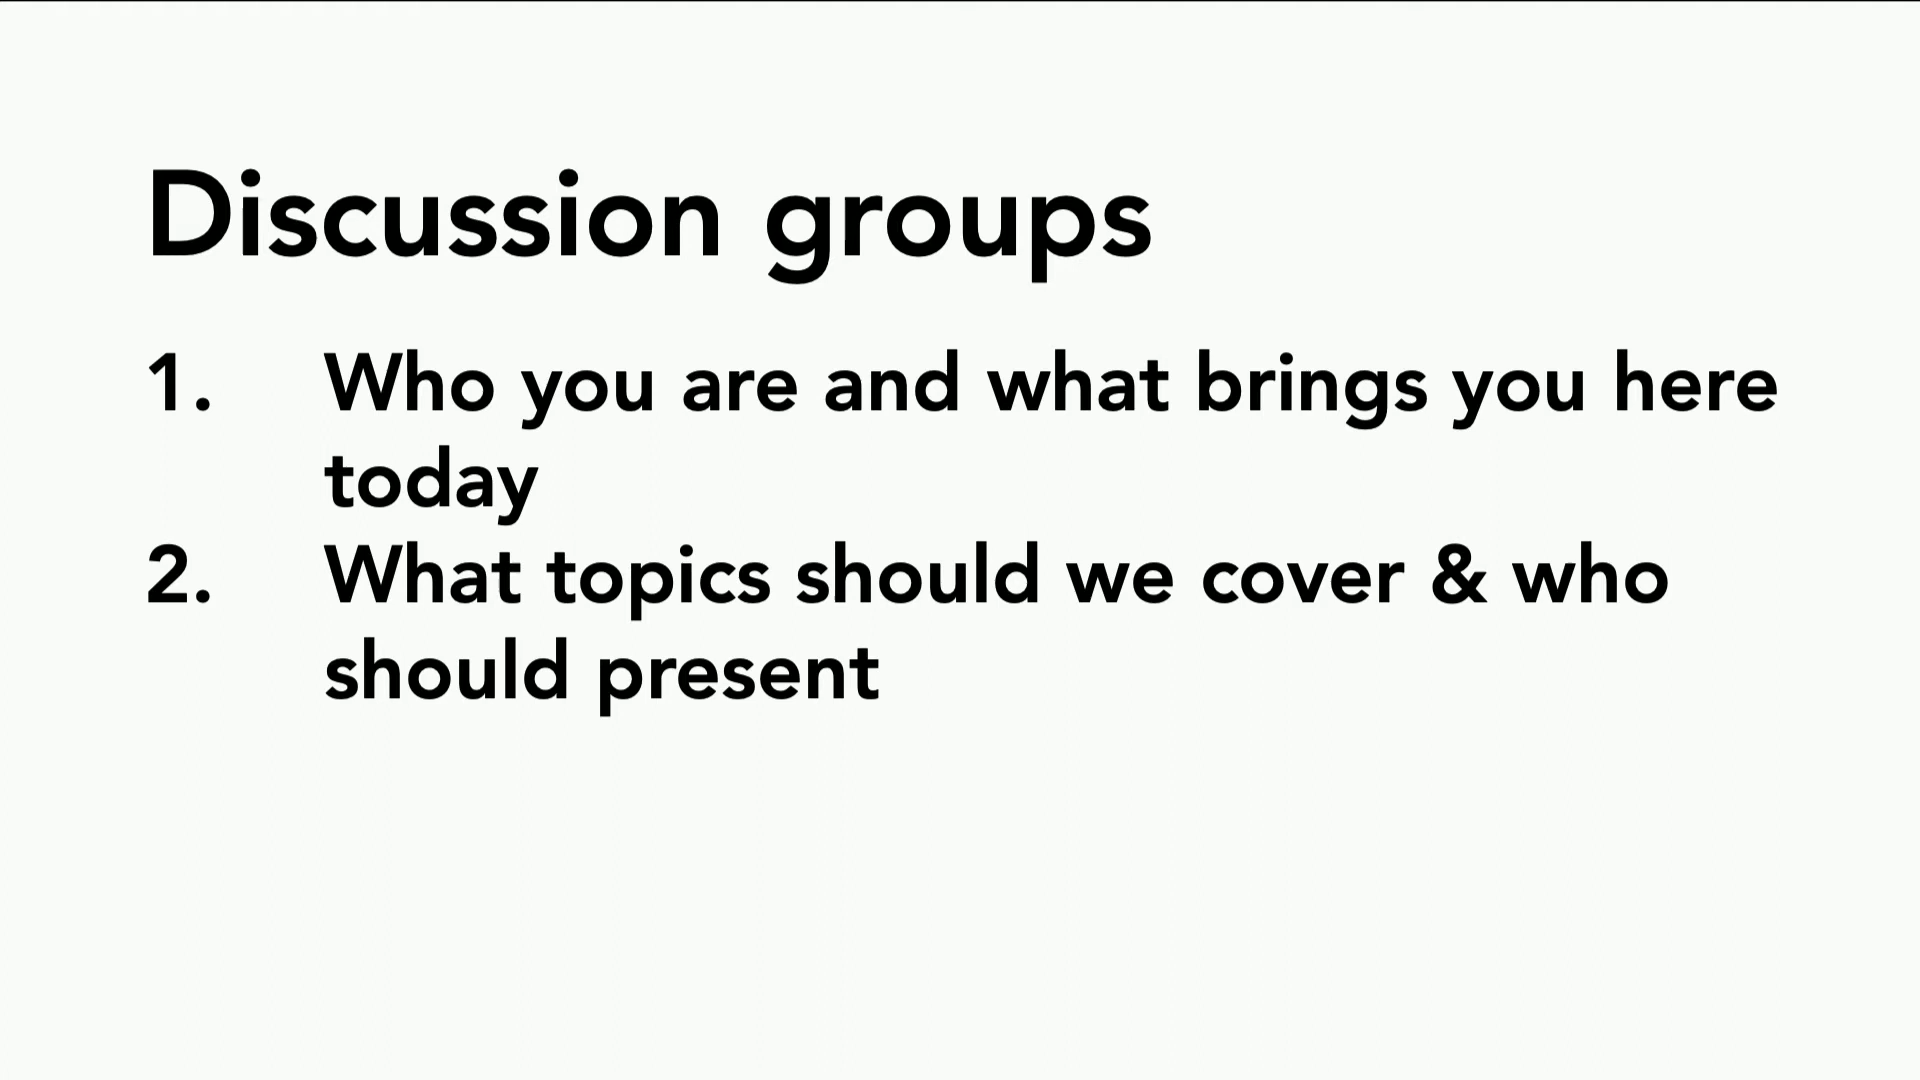 Discussion groups
1. Who you are and what brings you here
today
2. What topics should we cover & who
should present